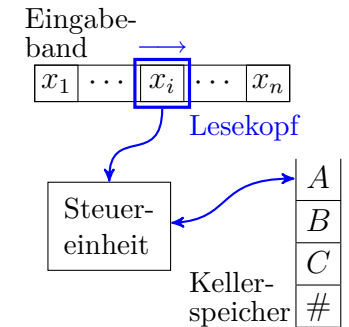 Eingabe-
band
x₁ ⋯ xᵢ ⋯ xₙ
Lesekopf
Steuer-
einheit
A
B
C
#
Keller-
speicher